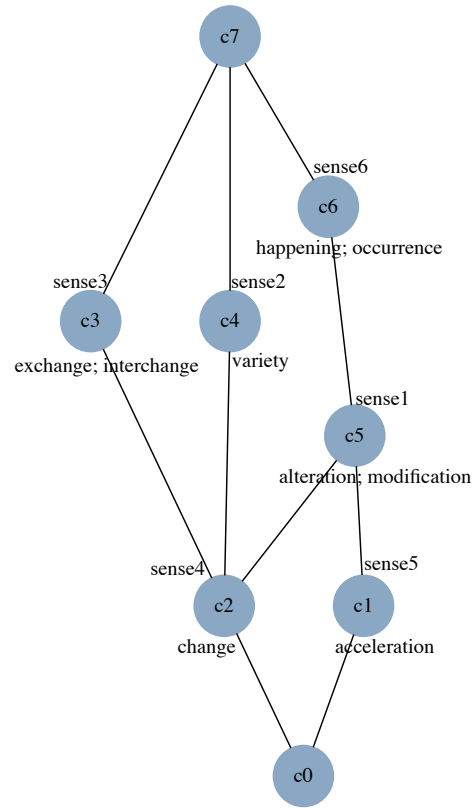 c7
sense6
c6
happening; occurrence
sense3
sense2
c3
c4
exchange; interchange
variety
sense1
c5
alteration; modification
sense4
sense5
c2
c1
change
acceleration
c0